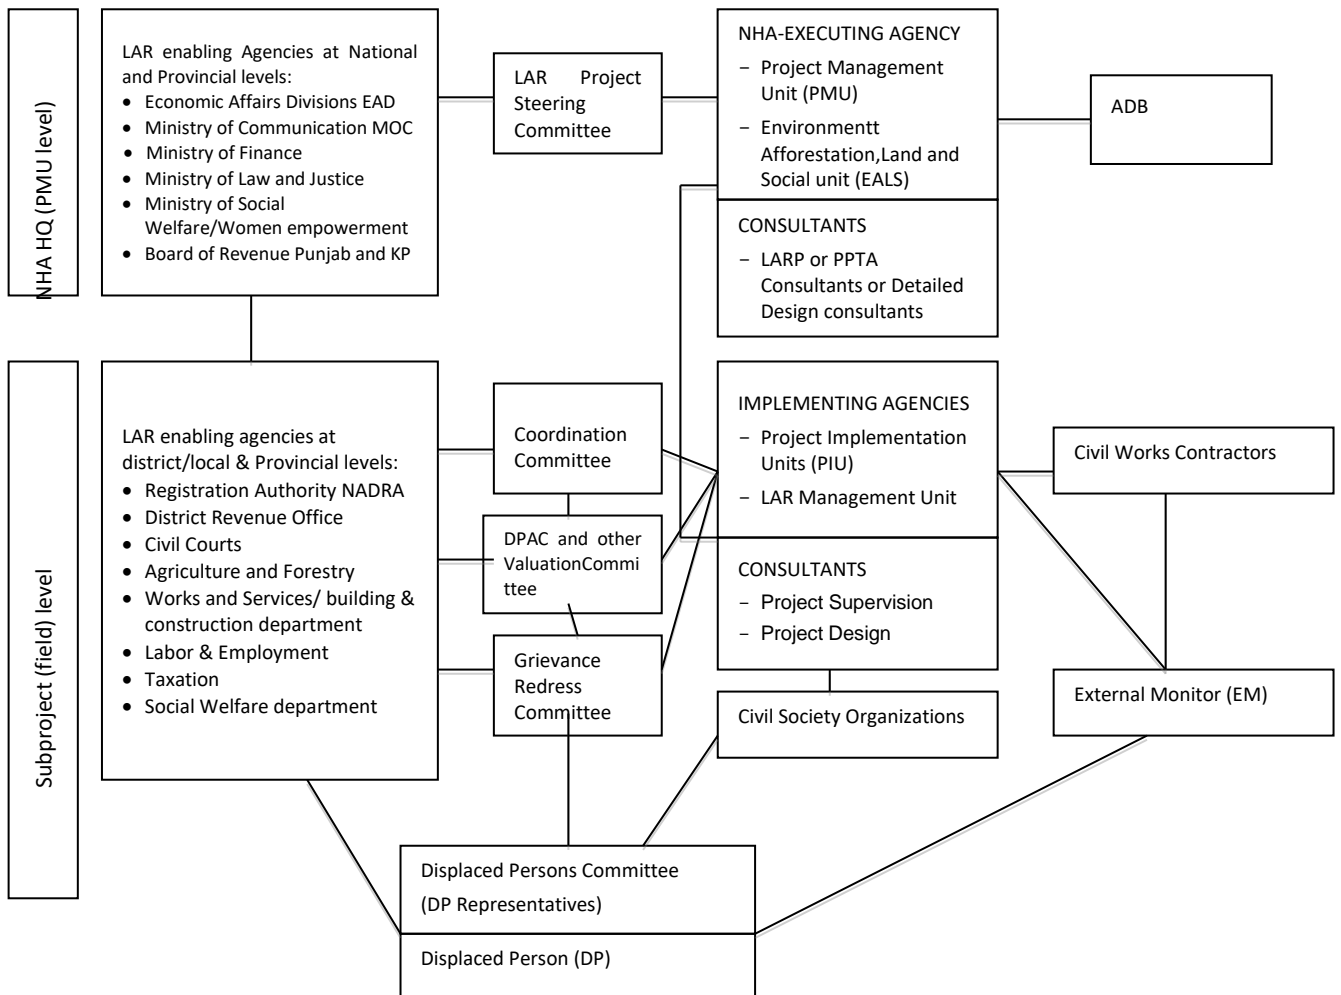 NHA HQ (PMU level)
LAR enabling Agencies at National
and Provincial levels:
• Economic Affairs Divisions EAD
• Ministry of Communication MOC
• Ministry of Finance
• Ministry of Law and Justice
• Ministry of Social
Welfare/Women empowerment
• Board of Revenue Punjab and KP
LAR Project
Steering
Committee
NHA-EXECUTING AGENCY
– Project Management
Unit (PMU)
– Environmentt
Afforestation,Land and
Social unit (EALS)
CONSULTANTS
– LARP or PPTA
Consultants or Detailed
Design consultants
ADB
Subproject (field) level
LAR enabling agencies at
district/local & Provincial levels:
• Registration Authority NADRA
• District Revenue Office
• Civil Courts
• Agriculture and Forestry
• Works and Services/ building &
construction department
• Labor & Employment
• Taxation
• Social Welfare department
Coordination
Committee
DPAC and other
ValuationCommi
ttee
Grievance
Redress
Committee
IMPLEMENTING AGENCIES
– Project Implementation
Units (PIU)
– LAR Management Unit
CONSULTANTS
– Project Supervision
– Project Design
Civil Society Organizations
Civil Works Contractors
External Monitor (EM)
Displaced Persons Committee
(DP Representatives)
Displaced Person (DP)